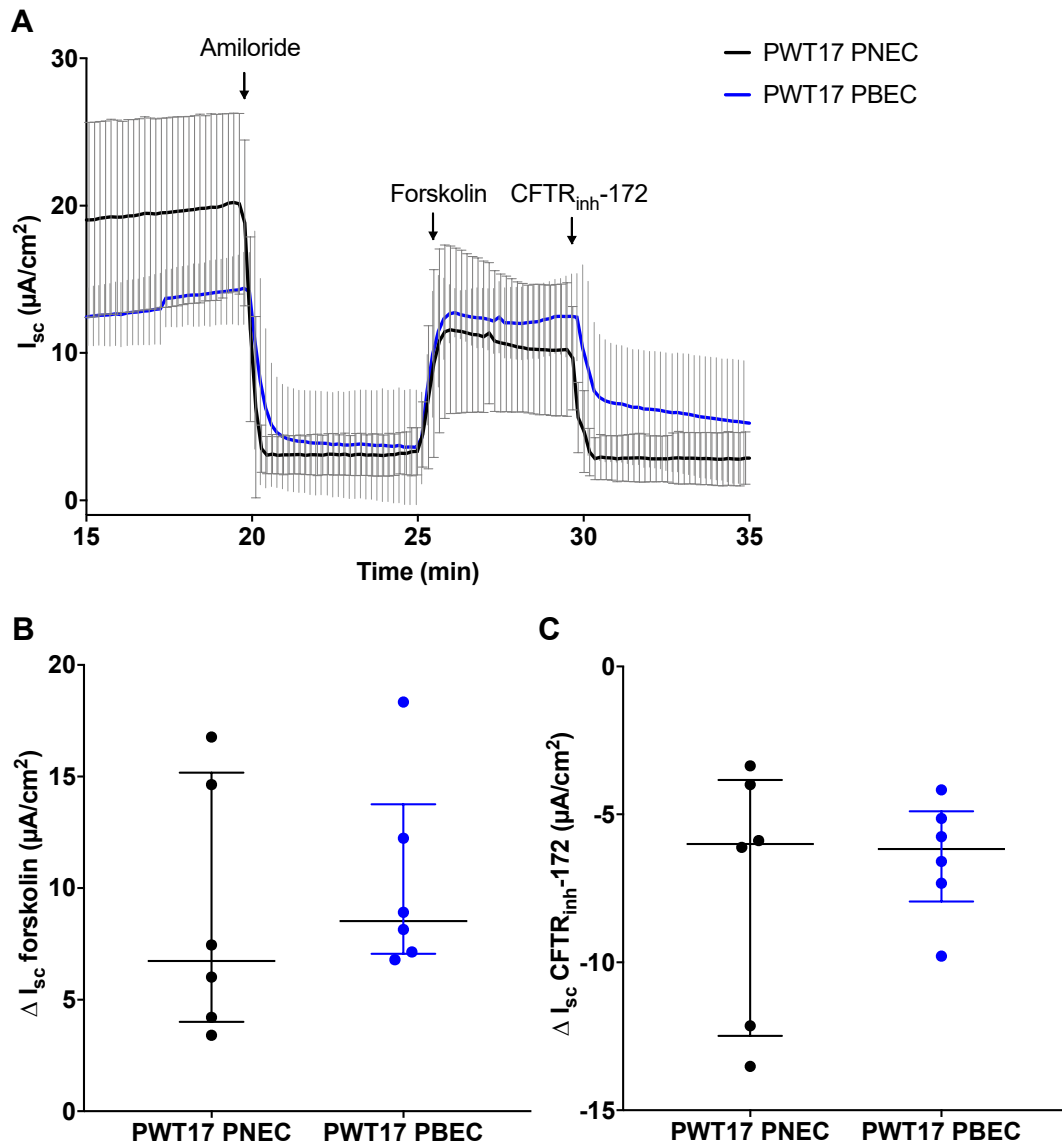 A
Amiloride
PWT17 PNEC
PWT17 PBEC
Forskolin
CFTRinh-172
30
20
10
0
Isc (µA/cm²)
15
20
25
30
35
Time (min)
B
20
15
10
5
0
Δ Isc forskolin (µA/cm²)
PWT17 PNEC
PWT17 PBEC
C
0
-5
-10
-15
Δ Isc CFTRinh-172 (µA/cm²)
PWT17 PNEC
PWT17 PBEC